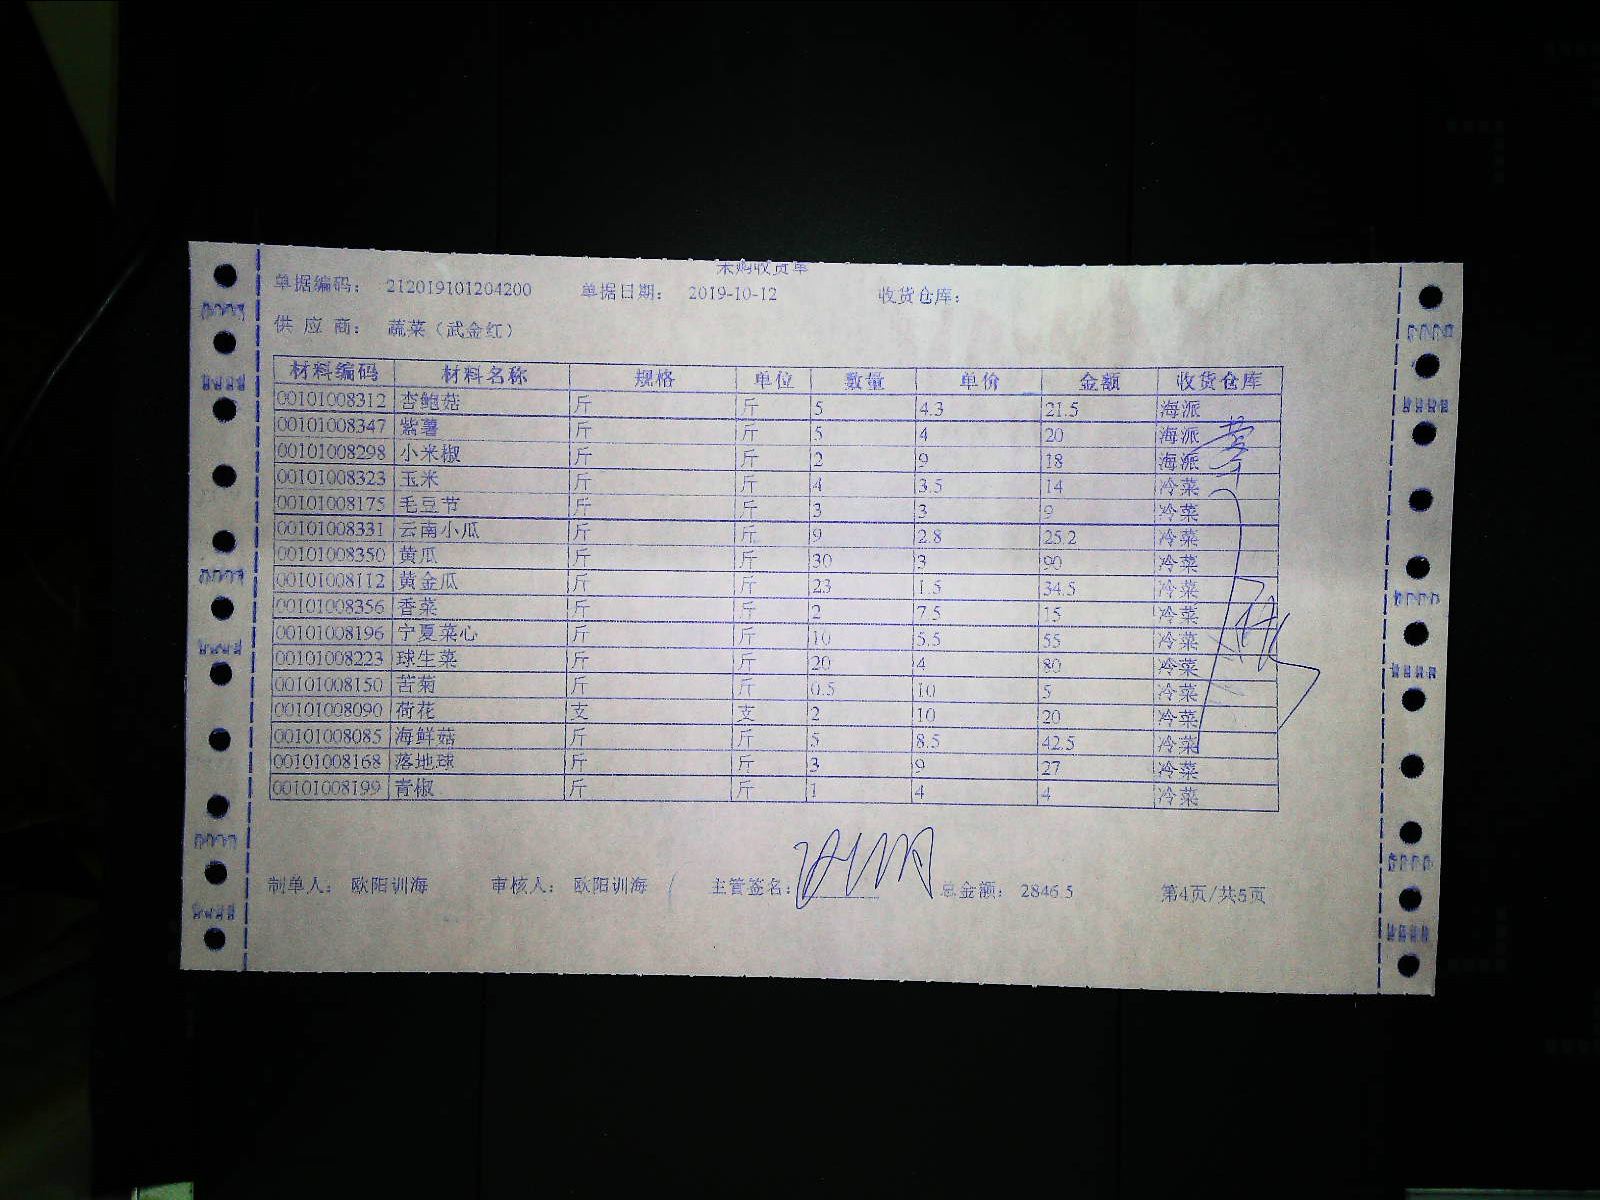 采购收货单
单据编码： 212019101204200 单据日期： 2019-10-12 收货仓库：
供 应 商： 蔬菜（武金红）
材料编码 材料名称 规格 单位 数量 单价 金额 收货仓库
00101008312 杏鲍菇 斤 斤 5 4.3 21.5 海派
00101008347 紫薯 斤 斤 5 4 20 海派
00101008298 小米椒 斤 斤 2 9 18 海派
00101008323 玉米 斤 斤 4 3.5 14 冷菜
00101008175 毛豆节 斤 斤 3 3 9 冷菜
00101008331 云南小瓜 斤 斤 9 2.8 25.2 冷菜
00101008350 黄瓜 斤 斤 30 3 90 冷菜
00101008112 黄金瓜 斤 斤 23 1.5 34.5 冷菜
00101008356 香菜 斤 斤 2 7.5 15 冷菜
00101008196 宁夏菜心 斤 斤 10 5.5 55 冷菜
00101008223 球生菜 斤 斤 20 4 80 冷菜
00101008150 苦菊 斤 斤 0.5 10 5 冷菜
00101008090 荷花 支 支 2 10 20 冷菜
00101008085 海鲜菇 斤 斤 5 8.5 42.5 冷菜
00101008168 落地球 斤 斤 3 9 27 冷菜
00101008199 青椒 斤 斤 1 4 4 冷菜
制单人： 欧阳训海 审核人： 欧阳训海 主管签名： 总金额： 2846.5 第4页/共5页